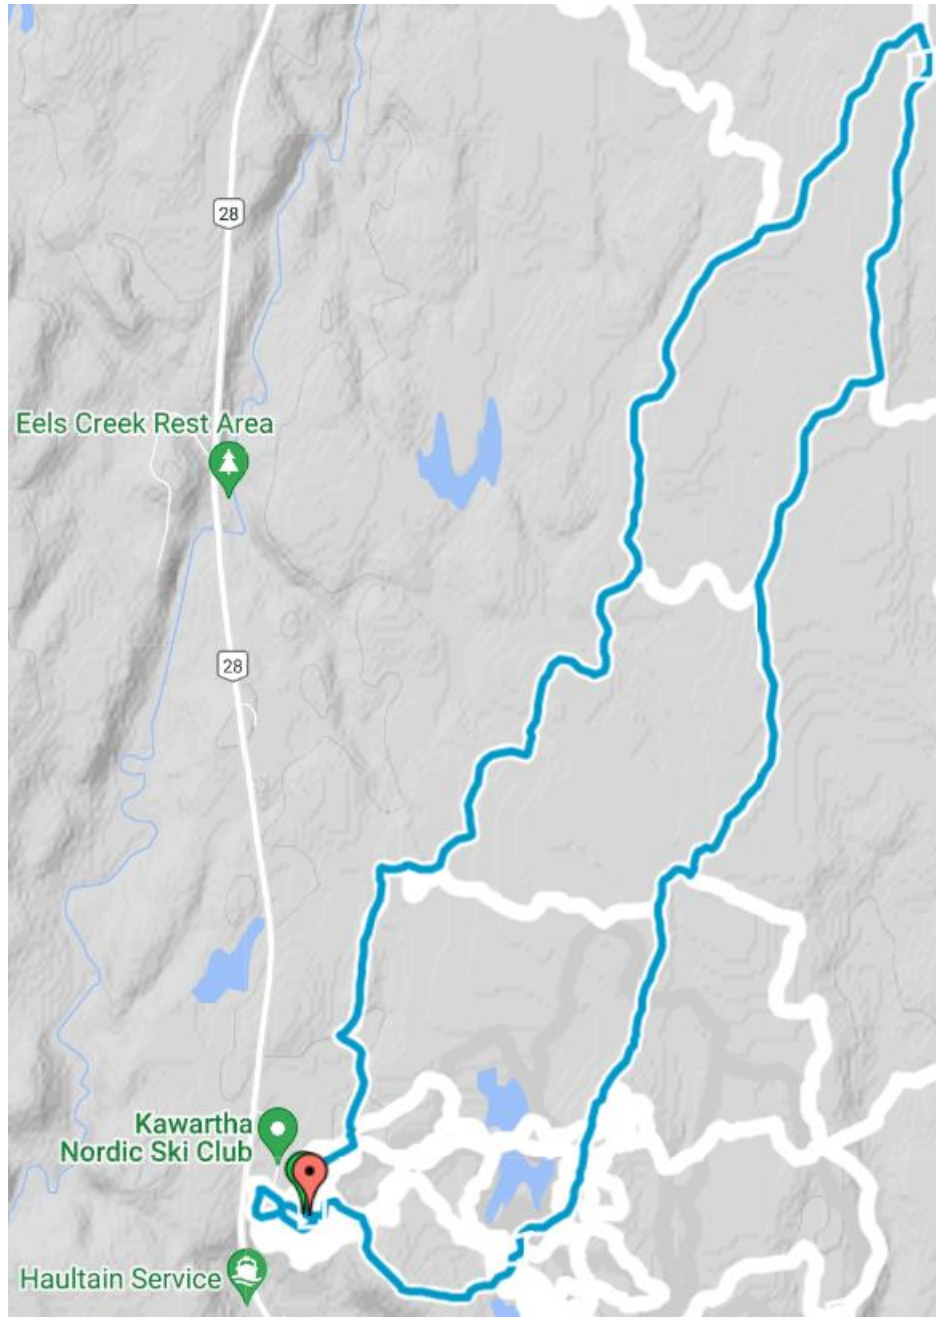 28
Eels Creek Rest Area
28
Kawartha
Nordic Ski Club
Haultain Service